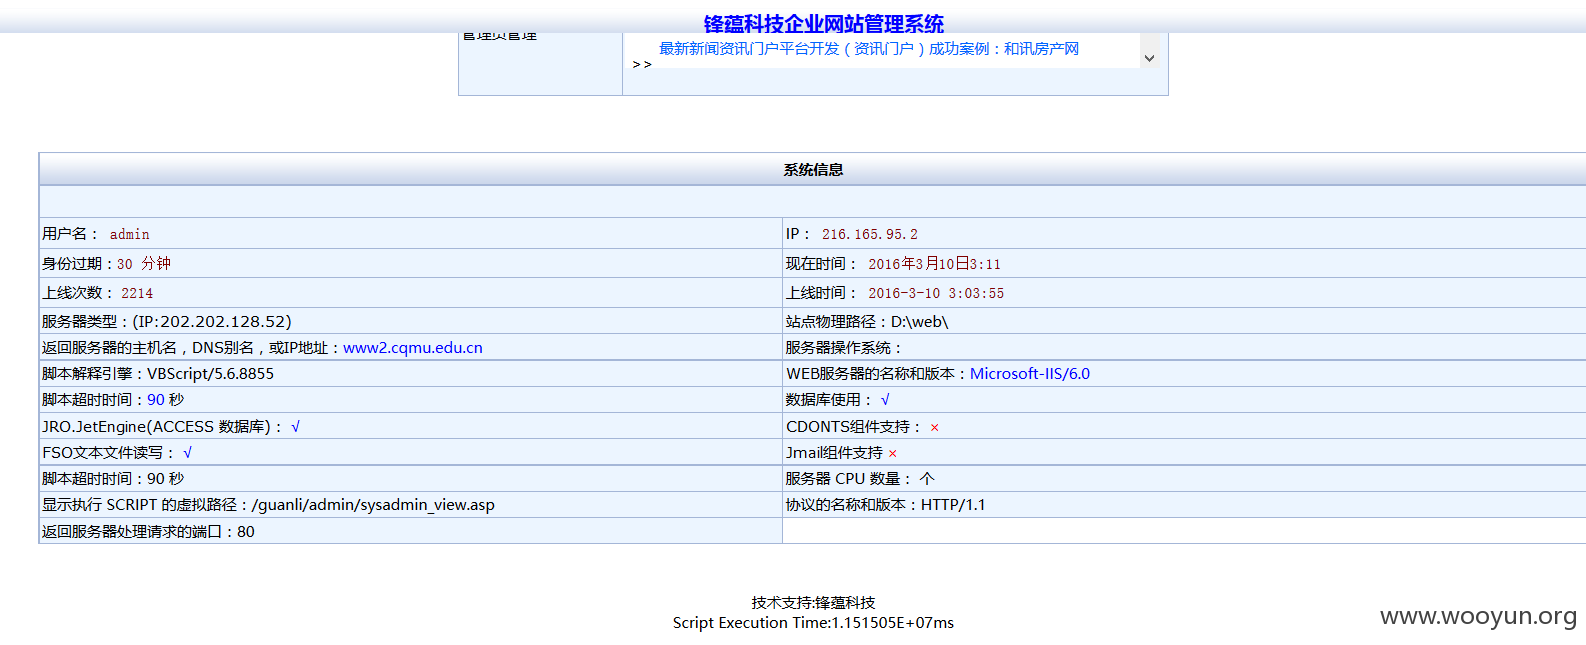 锋蕴科技企业网站管理系统
管理员管理
最新新闻资讯门户平台开发（资讯门户）成功案例：和讯房产网
>>
系统信息
用户名： admin
IP： 216.165.95.2
身份过期：30 分钟
现在时间： 2016年3月10日3:11
上线次数： 2214
上线时间： 2016-3-10 3:03:55
服务器类型：(IP:202.202.128.52)
站点物理路径：D:\web\
返回服务器的主机名，DNS别名，或IP地址：www2.cqmu.edu.cn
服务器操作系统：
脚本解释引擎：VBScript/5.6.8855
WEB服务器的名称和版本：Microsoft-IIS/6.0
脚本超时时间：90 秒
数据库使用： √
JRO.JetEngine(ACCESS 数据库)： √
CDONTS组件支持： ×
FSO文本文件读写： √
Jmail组件支持 ×
脚本超时时间：90 秒
服务器 CPU 数量： 个
显示执行 SCRIPT 的虚拟路径：/guanli/admin/sysadmin_view.asp
协议的名称和版本：HTTP/1.1
返回服务器处理请求的端口：80
技术支持:锋蕴科技
Script Execution Time:1.151505E+07ms
www.wooyun.org